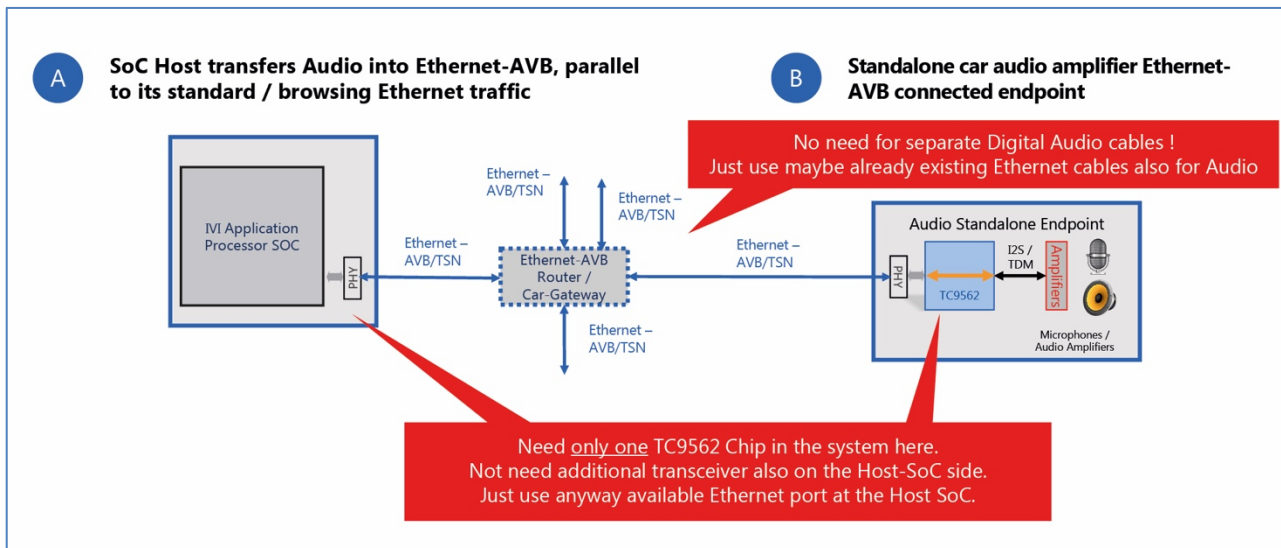 A
SoC Host transfers Audio into Ethernet-AVB, parallel
to its standard / browsing Ethernet traffic
B
Standalone car audio amplifier Ethernet-
AVB connected endpoint
No need for separate Digital Audio cables !
Just use maybe already existing Ethernet cables also for Audio
IVI Application
Processor SOC
PHY
Ethernet –
AVB/TSN
Ethernet –
AVB/TSN
Ethernet –
AVB/TSN
Ethernet-AVB
Router /
Car-Gateway
Ethernet –
AVB/TSN
Ethernet –
AVB/TSN
Audio Standalone Endpoint
PHY
TC9562
I2S /
TDM
Amplifiers
Microphones /
Audio Amplifiers
Need only one TC9562 Chip in the system here.
Not need additional transceiver also on the Host-SoC side.
Just use anyway available Ethernet port at the Host SoC.